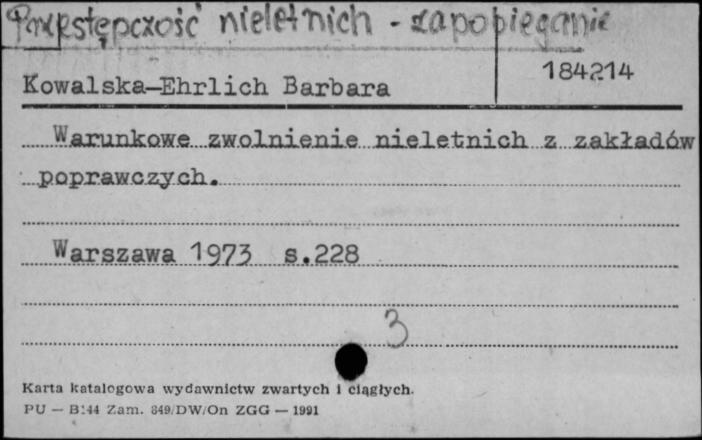 Przestępczość nieletnich - zapobieganie
184214
Kowalska-Ehrlich Barbara
Warunkowe zwolnienie nieletnich z zakładów
poprawczych.
Warszawa 1973 s.228
3
Karta katalogowa wydawnictw zwartych i ciągłych.
PU — B.44 Zam. 849/DW/On ZGG — 1991